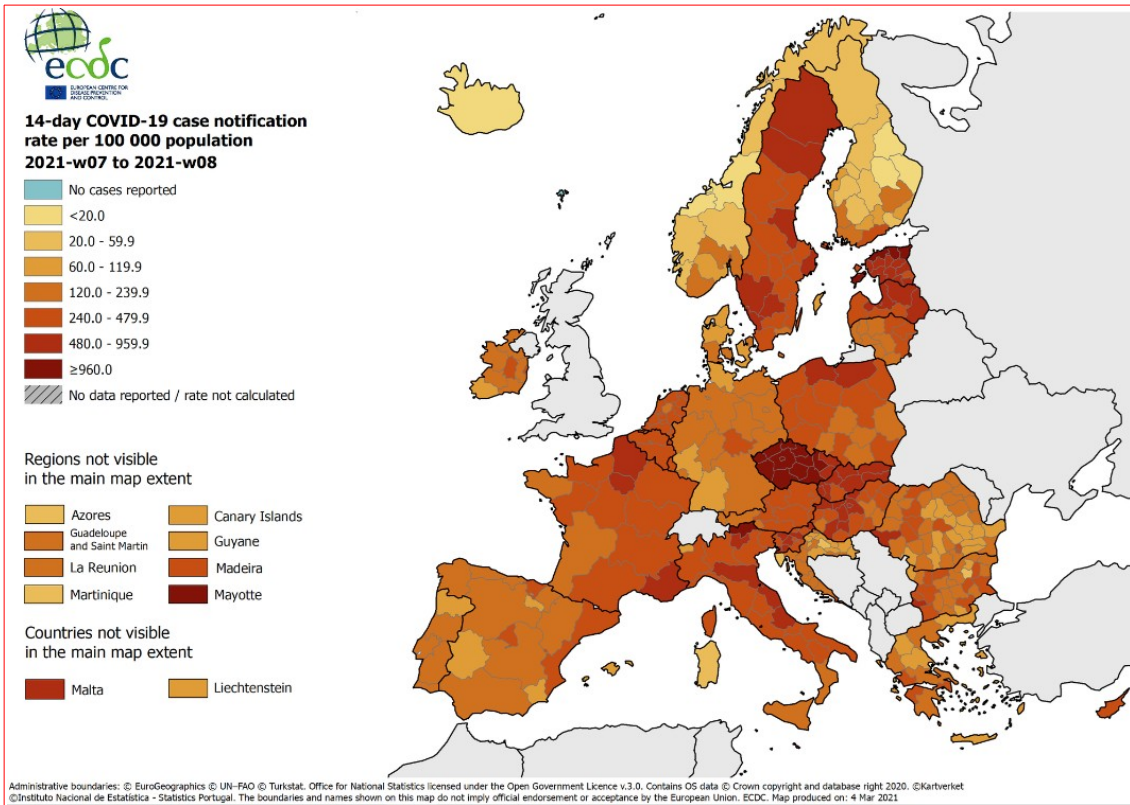 ecdc
EUROPEAN CENTRE FOR
DISEASE PREVENTION
AND CONTROL
14-day COVID-19 case notification
rate per 100 000 population
2021-w07 to 2021-w08
No cases reported
<20.0
20.0 - 59.9
60.0 - 119.9
120.0 - 239.9
240.0 - 479.9
480.0 - 959.9
≥960.0
No data reported / rate not calculated
Regions not visible
in the main map extent
Azores
Canary Islands
Guadeloupe
and Saint Martin
Guyane
La Reunion
Madeira
Martinique
Mayotte
Countries not visible
in the main map extent
Malta
Liechtenstein
Administrative boundaries: © EuroGeographics © UN–FAO © Turkstat. Office for National Statistics licensed under the Open Government Licence v.3.0. Contains OS data © Crown copyright and database right 2020. ©Kartverket
©Instituto Nacional de Estatística - Statistics Portugal. The boundaries and names shown on this map do not imply official endorsement or acceptance by the European Union. ECDC. Map produced on: 4 Mar 2021